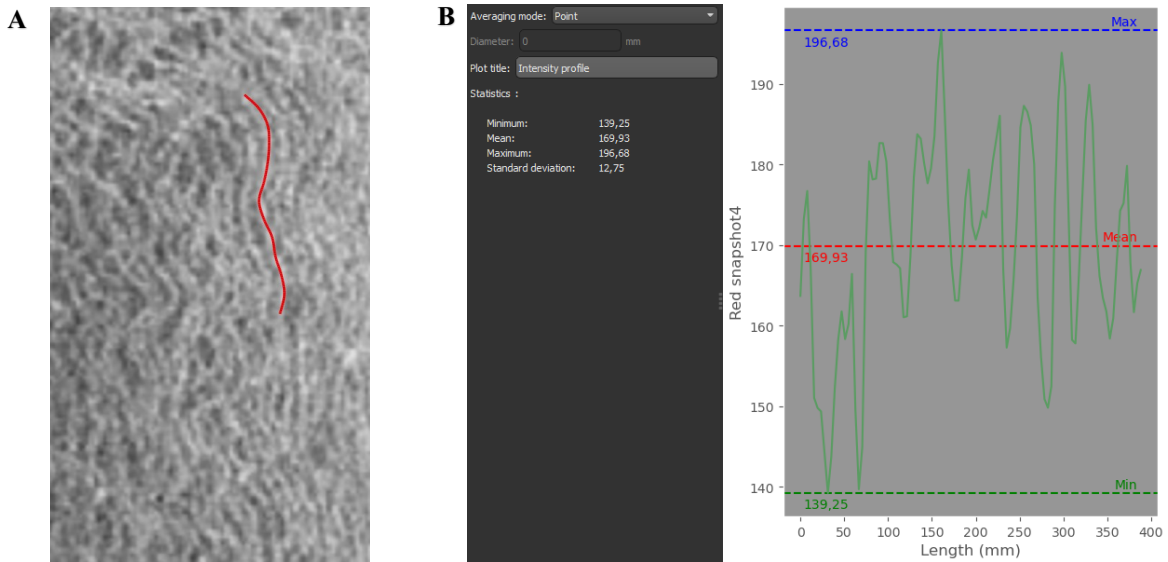 A
B
Averaging mode: Point
Diameter: 0 mm
Plot title: Intensity profile
Statistics :
Minimum: 139,25
Mean: 169,93
Maximum: 196,68
Standard deviation: 12,75
Max
196,68
190
180
170
160
150
140
Mean
169,93
Min
139,25
Red snapshot4
0 50 100 150 200 250 300 350 400
Length (mm)